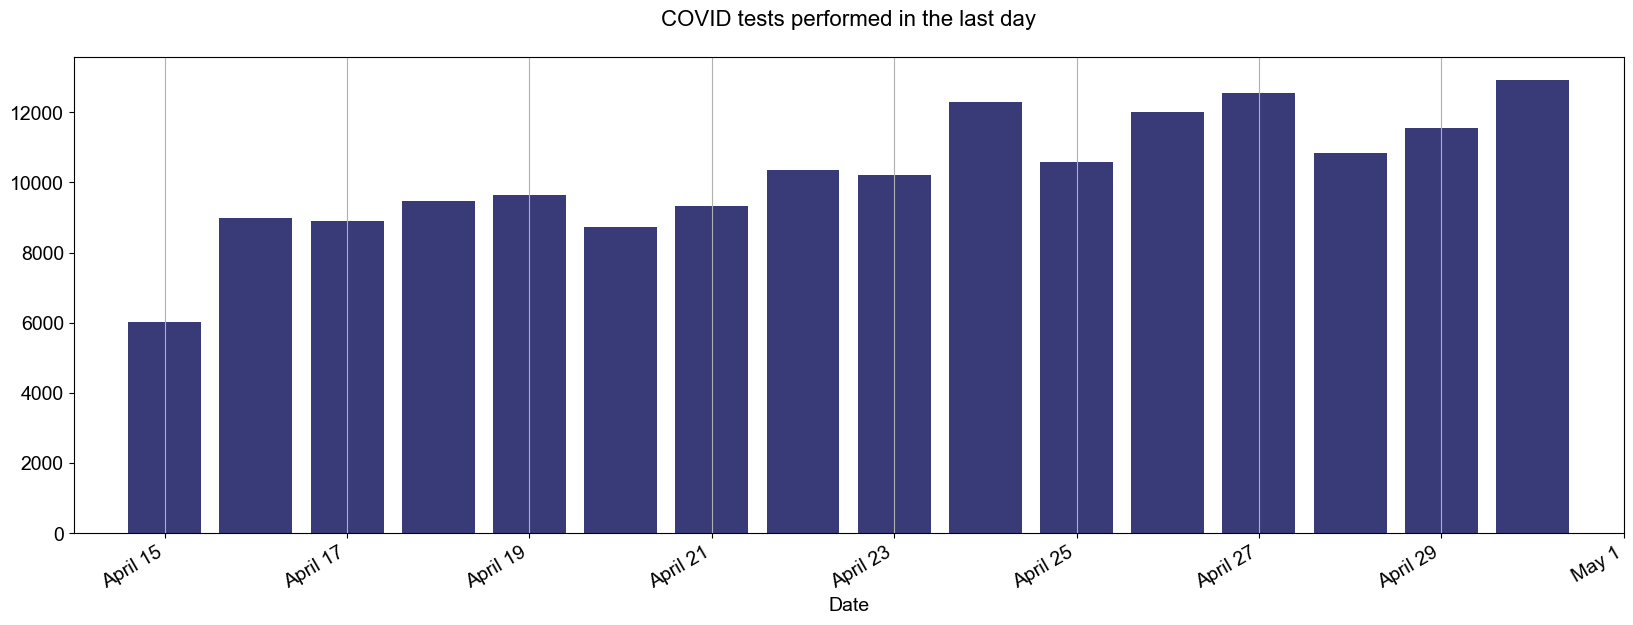 COVID tests performed in the last day
12000
10000
8000
6000
4000
2000
0
April 15
April 17
April 19
April 21
April 23
April 25
April 27
April 29
May 1
Date